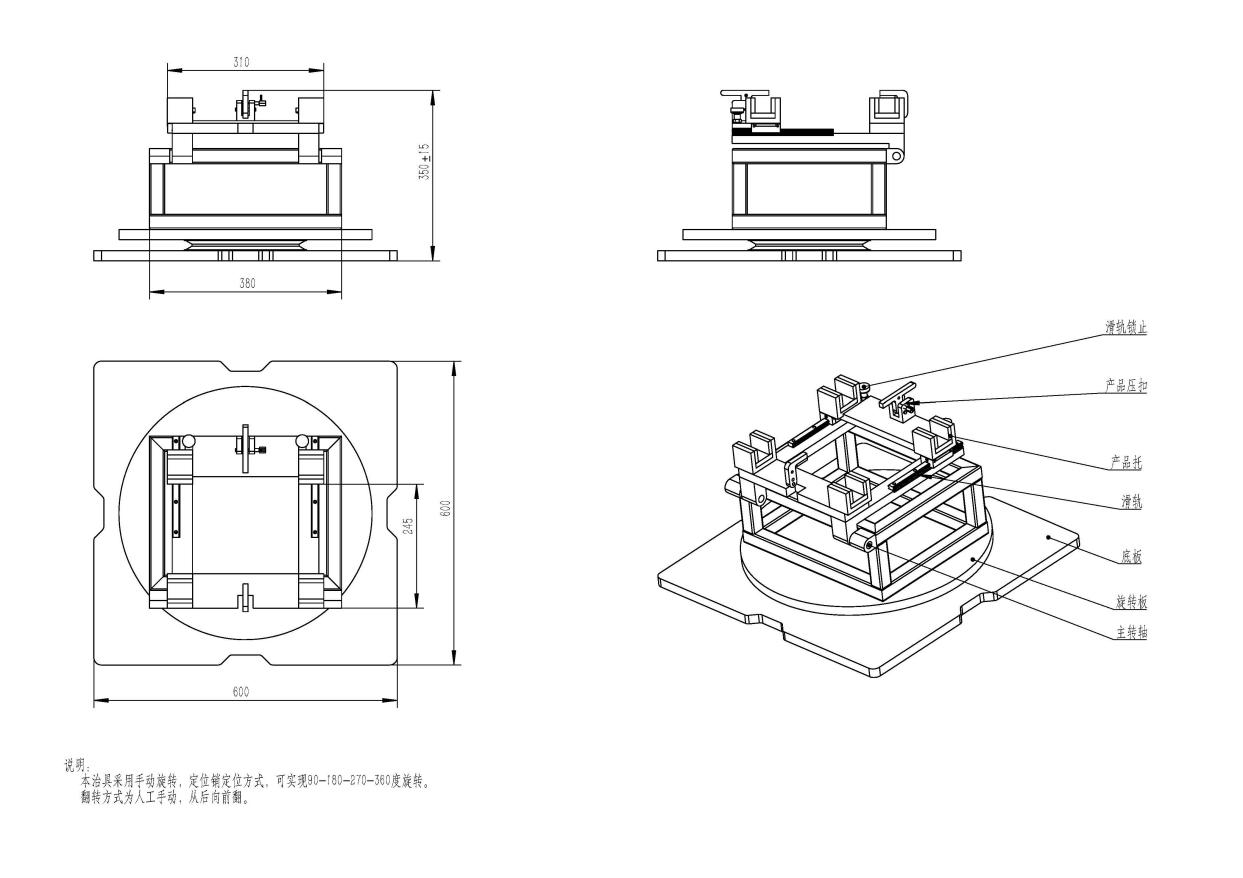 310
350±15
380
滑轨锁止
产品压扣
产品托
滑轨
底板
旋转板
主转轴
245
600
600
说明:
本治具采用手动旋转，定位销定位方式，可实现90-180-270-360度旋转。
翻转方式为人工手动，从后向前翻。